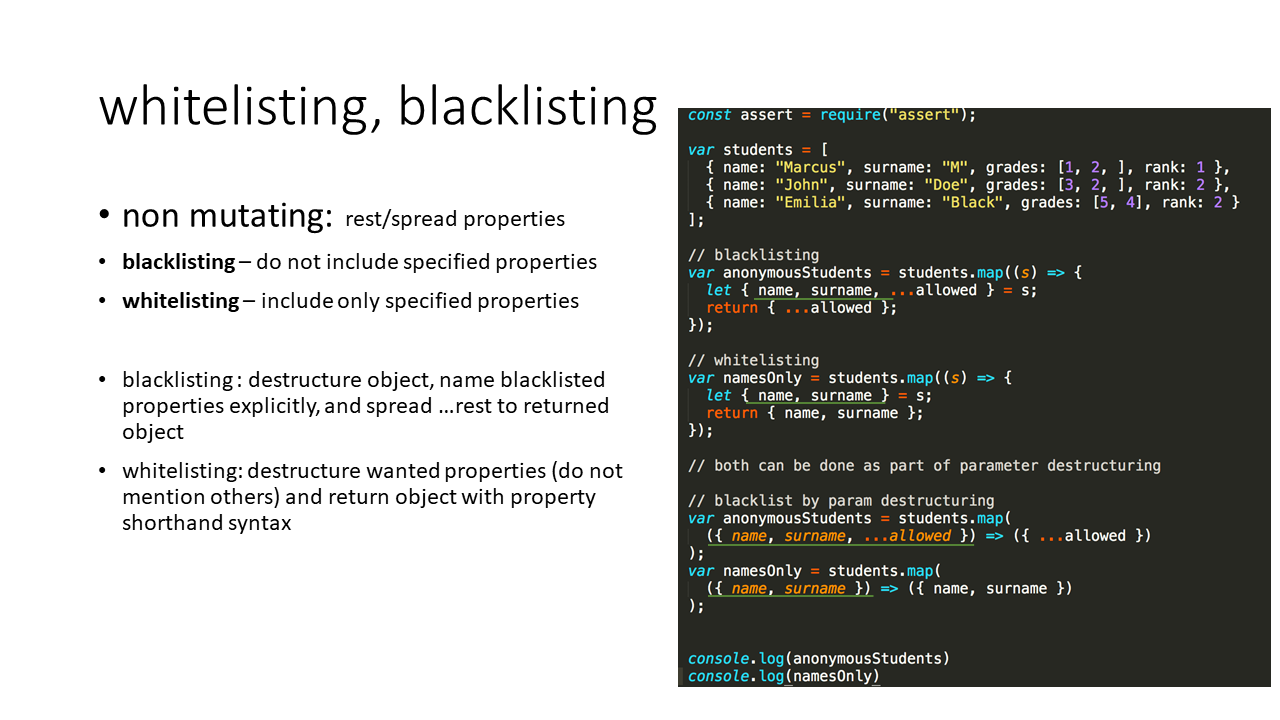 whitelisting, blacklisting
• non mutating: rest/spread properties
• blacklisting – do not include specified properties
• whitelisting – include only specified properties
• blacklisting : destructure object, name blacklisted
properties explicitly, and spread …rest to returned
object
• whitelisting: destructure wanted properties (do not
mention others) and return object with property
shorthand syntax
const assert = require("assert");
var students = [
{ name: "Marcus", surname: "M", grades: [1, 2, ], rank: 1 },
{ name: "John", surname: "Doe", grades: [3, 2, ], rank: 2 },
{ name: "Emilia", surname: "Black", grades: [5, 4], rank: 2 }
];
// blacklisting
var anonymousStudents = students.map((s) => {
let { name, surname, ...allowed } = s;
return { ...allowed };
});
// whitelisting
var namesOnly = students.map((s) => {
let { name, surname } = s;
return { name, surname };
});
// both can be done as part of parameter destructuring
// blacklist by param destructuring
var anonymousStudents = students.map(
({ name, surname, ...allowed }) => ({ ...allowed })
);
var namesOnly = students.map(
({ name, surname }) => ({ name, surname })
);
console.log(anonymousStudents)
console.log(namesOnly)